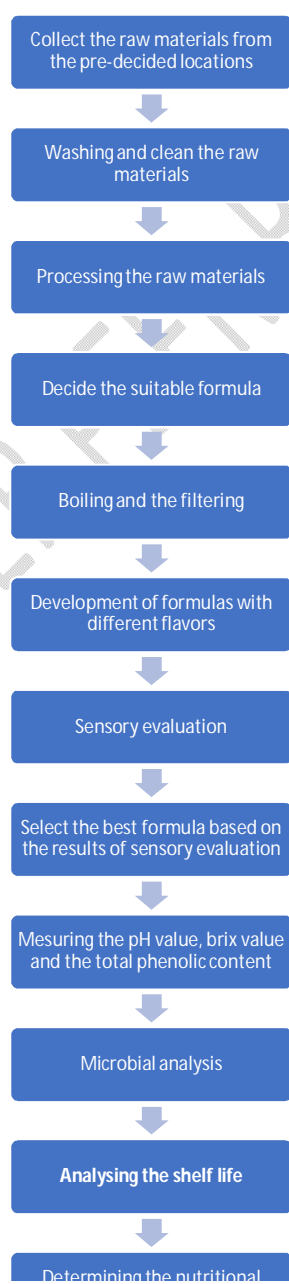 Collect the raw materials from
the pre-decided locations
Washing and clean the raw
materials
Processing the raw materials
Decide the suitable formula
Boiling and the filtering
Development of formulas with
different flavors
Sensory evaluation
Select the best formula based on
the results of sensory evaluation
Mesuring the pH value, brix value
and the total phenolic content
Microbial analysis
Analysing the shelf life
Determining the nutritional